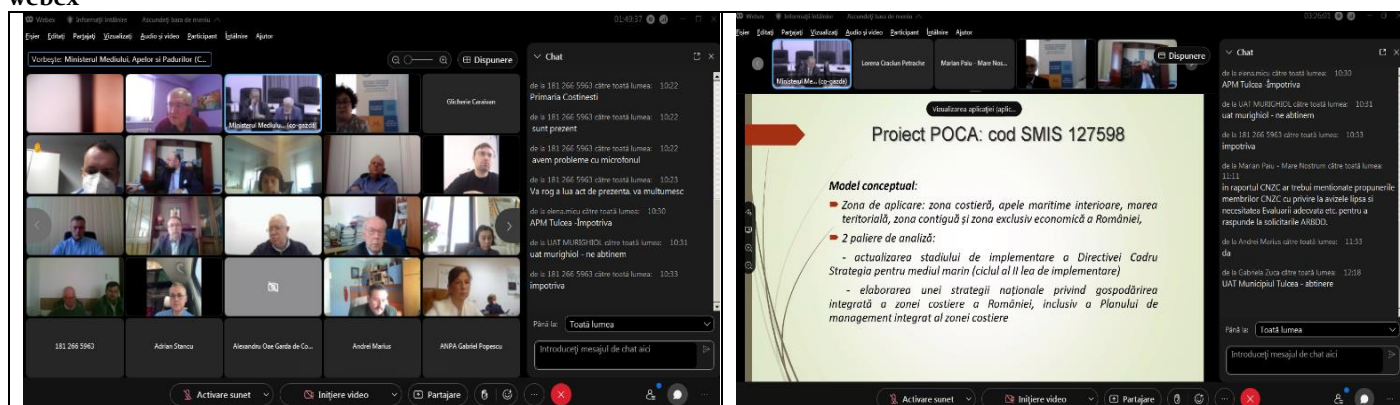 webex
Webex Informații întâlnire Ascundeți bara de meniu 01:49:37
Fișier Editați Partajați Vizualizați Audio și video Participant Întâlnire Ajutor
Vorbește: Ministerul Mediului, Apelor si Padurilor (C...
Dispunere
Ministerul Mediulu... (co-gazdă)
Glicherie Caraivan
181 266 5963
Adrian Stancu
Alexandru Oae Garda de Co...
Andrei Marius
ANPA Gabriel Popescu
Chat
de la 181 266 5963 către toată lumea: 10:22
Primaria Costinesti
de la 181 266 5963 către toată lumea: 10:22
sunt prezent
de la 181 266 5963 către toată lumea: 10:22
avem probleme cu microfonul
de la 181 266 5963 către toată lumea: 10:23
Va rog a lua act de prezenta. va multumesc
de la elena.micu către toată lumea: 10:30
APM Tulcea -Împotriva
de la UAT MURIGHIOL către toată lumea: 10:31
uat murighiol - ne abtinem
de la 181 266 5963 către toată lumea: 10:33
impotriva
Până la: Toată lumea
Introduceți mesajul de chat aici
Activare sunet
Inițiere video
Partajare
Webex Informații întâlnire Ascundeți bara de meniu 03:26:01
Fișier Editați Partajați Vizualizați Audio și video Participant Întâlnire Ajutor
Ministerul Me... (co-gazdă)
Lorena Craciun Petrache
Marian Paiu - Mare Nos...
Dispunere
Vizualizarea aplicației (aplic...
Proiect POCA: cod SMIS 127598
Model conceptual:
Zona de aplicare: zona costieră, apele maritime interioare, marea
teritorială, zona contiguă și zona exclusiv economică a României,
2 paliere de analiză:
- actualizarea stadiului de implementare a Directivei Cadru
Strategia pentru mediul marin (ciclul al II lea de implementare)
- elaborarea unei strategii naționale privind gospodărirea
integrată a zonei costiere a României, inclusiv a Planului de
management integrat al zonei costiere
Chat
de la elena.micu către toată lumea: 10:30
APM Tulcea -Împotriva
de la UAT MURIGHIOL către toată lumea: 10:31
uat murighiol - ne abtinem
de la 181 266 5963 către toată lumea: 10:33
impotriva
de la Marian Paiu - Mare Nostrum către toată lumea:
11:11
in raportul CNZC ar trebui mentionate propunerile
membrilor CNZC cu privire la avizele lipsa si
necesitatea Evaluarii adecvata etc. pentru a
raspunde la solicitarile ARBDD.
de la Andrei Marius către toată lumea: 11:33
da
de la Gabriela Zuca către toată lumea: 12:18
UAT Municipiul Tulcea - abtinere
Până la: Toată lumea
Introduceți mesajul de chat aici
Activare sunet
Inițiere video
Partajare